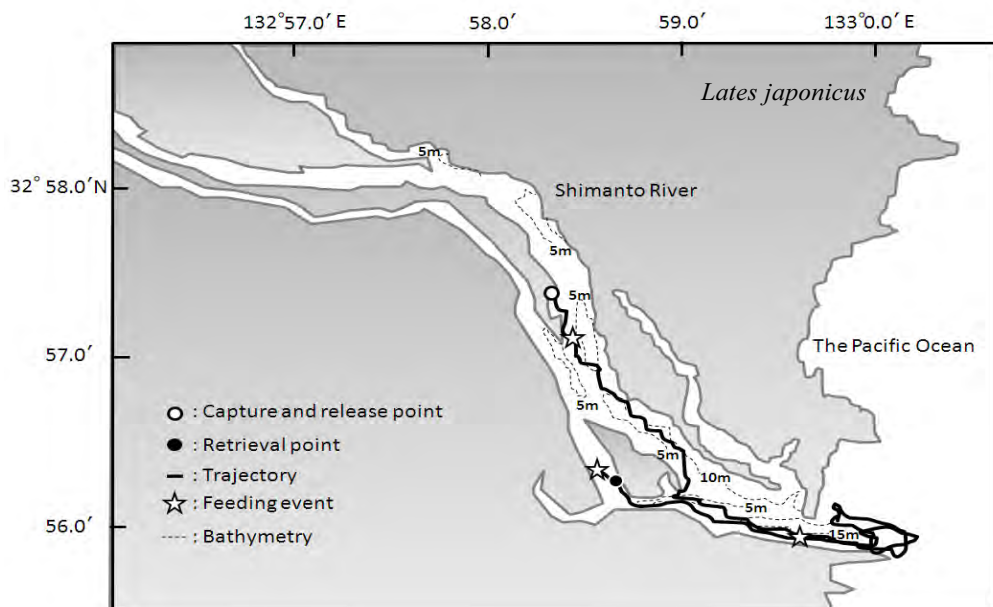 132°57.0′ E
58.0′
59.0′
133°0.0′
Lates japonicus
5m
32° 58.0′N
Shimanto River
5m
5m
57.0′
The Pacific Ocean
5m
: Capture and release point
: Retrieval point
5m
: Trajectory
10m
: Feeding event
5m
56.0′
: Bathymetry
15m